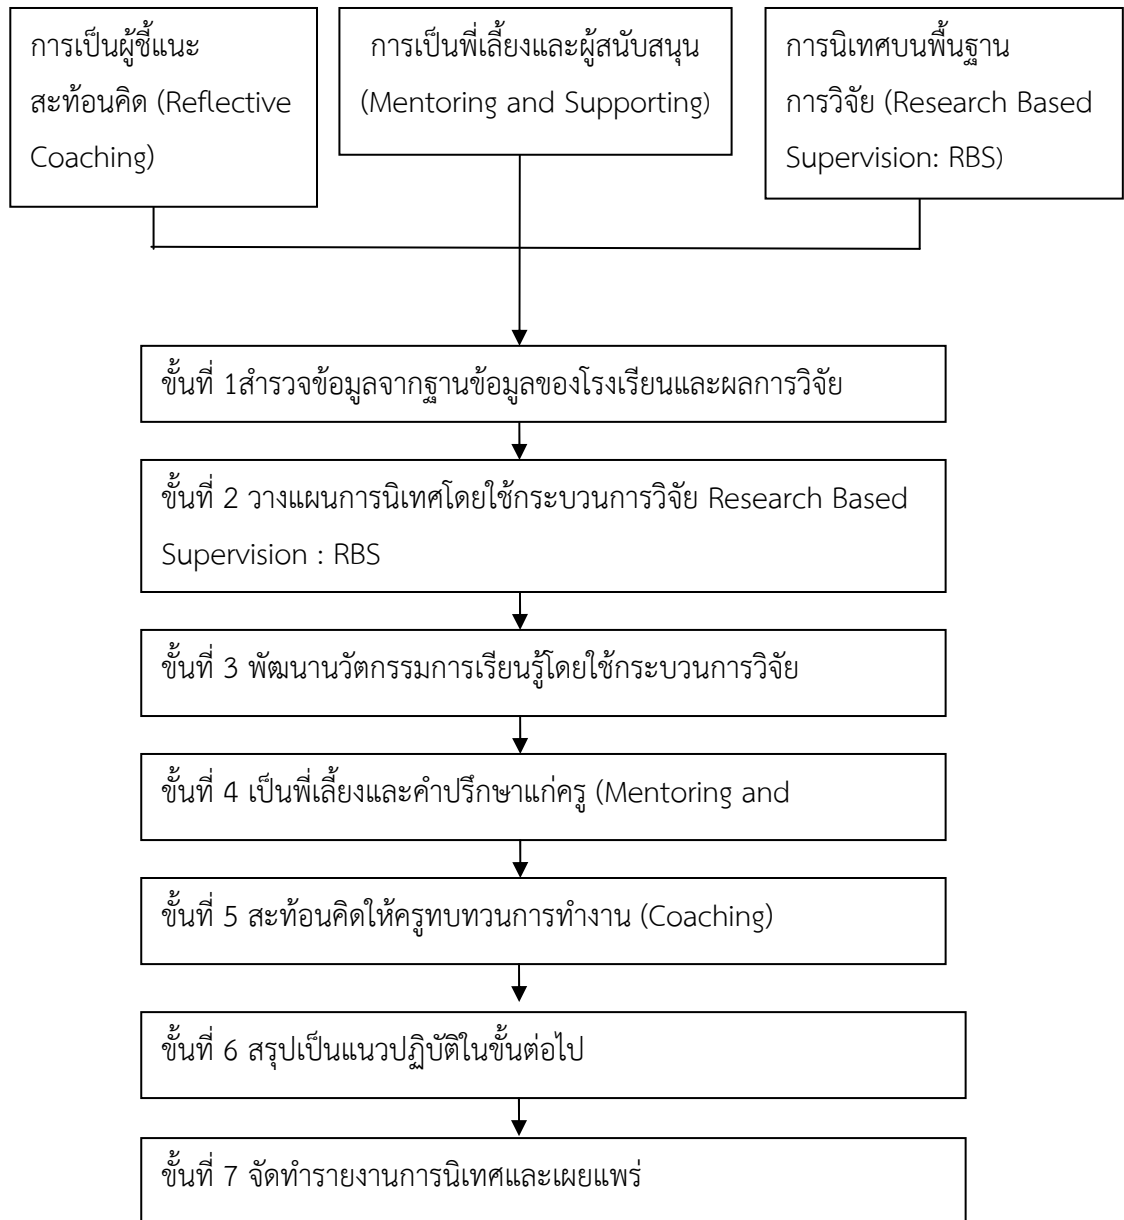 การเป็นผู้ชี้แนะ
สะท้อนคิด (Reflective
Coaching)
การเป็นพี่เลี้ยงและผู้สนับสนุน
(Mentoring and Supporting)
การนิเทศบนพื้นฐาน
การวิจัย (Research Based
Supervision: RBS)
ขั้นที่ 1สำรวจข้อมูลจากฐานข้อมูลของโรงเรียนและผลการวิจัย
ขั้นที่ 2 วางแผนการนิเทศโดยใช้กระบวนการวิจัย Research Based
Supervision : RBS
ขั้นที่ 3 พัฒนานวัตกรรมการเรียนรู้โดยใช้กระบวนการวิจัย
ขั้นที่ 4 เป็นพี่เลี้ยงและคำปรึกษาแก่ครู (Mentoring and
ขั้นที่ 5 สะท้อนคิดให้ครูทบทวนการทำงาน (Coaching)
ขั้นที่ 6 สรุปเป็นแนวปฏิบัติในขั้นต่อไป
ขั้นที่ 7 จัดทำรายงานการนิเทศและเผยแพร่